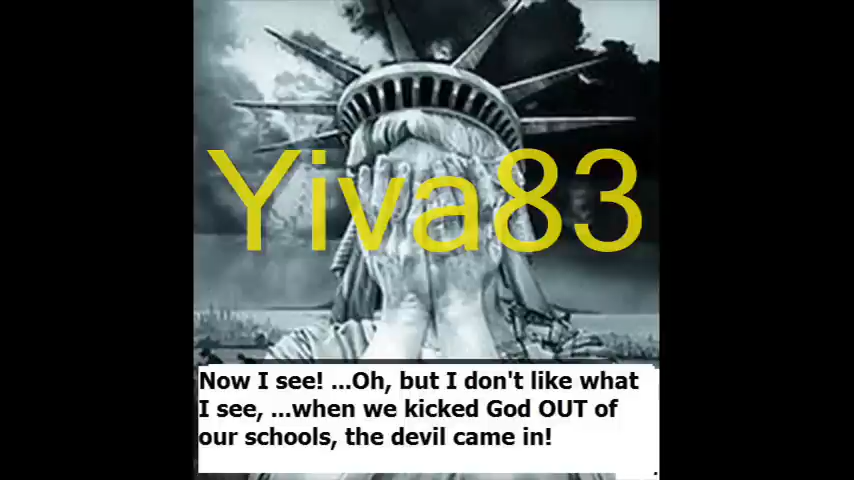 Yiva83
Now I see! ...Oh, but I don't like what
I see, ...when we kicked God OUT of
our schools, the devil came in!